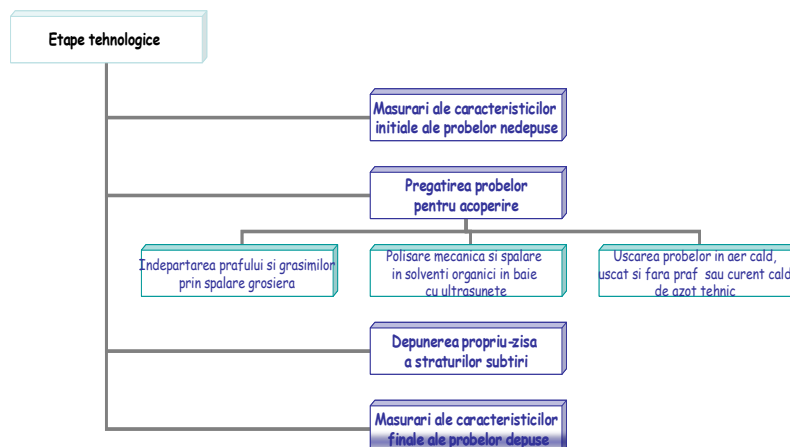 Etape tehnologice
Masurari ale caracteristicilor
initiale ale probelor nedepuse
Pregatirea probelor
pentru acoperire
Indepartarea prafului si grasimilor
prin spalare grosiera
Polisare mecanica si spalare
in solventi organici in baie
cu ultrasunete
Uscarea probelor in aer cald,
uscat si fara praf sau curent cald
de azot tehnic
Depunerea propriu-zisa
a straturilor subtiri
Masurari ale caracteristicilor
finale ale probelor depuse